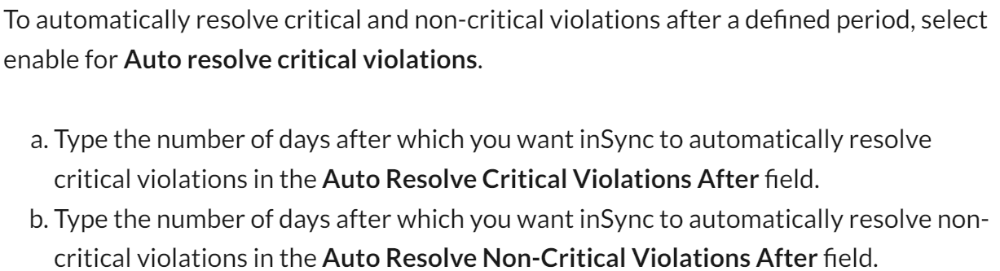 To automatically resolve critical and non-critical violations after a defined period, select
enable for Auto resolve critical violations.
a. Type the number of days after which you want inSync to automatically resolve
critical violations in the Auto Resolve Critical Violations After field.
b. Type the number of days after which you want inSync to automatically resolve non-
critical violations in the Auto Resolve Non-Critical Violations After field.